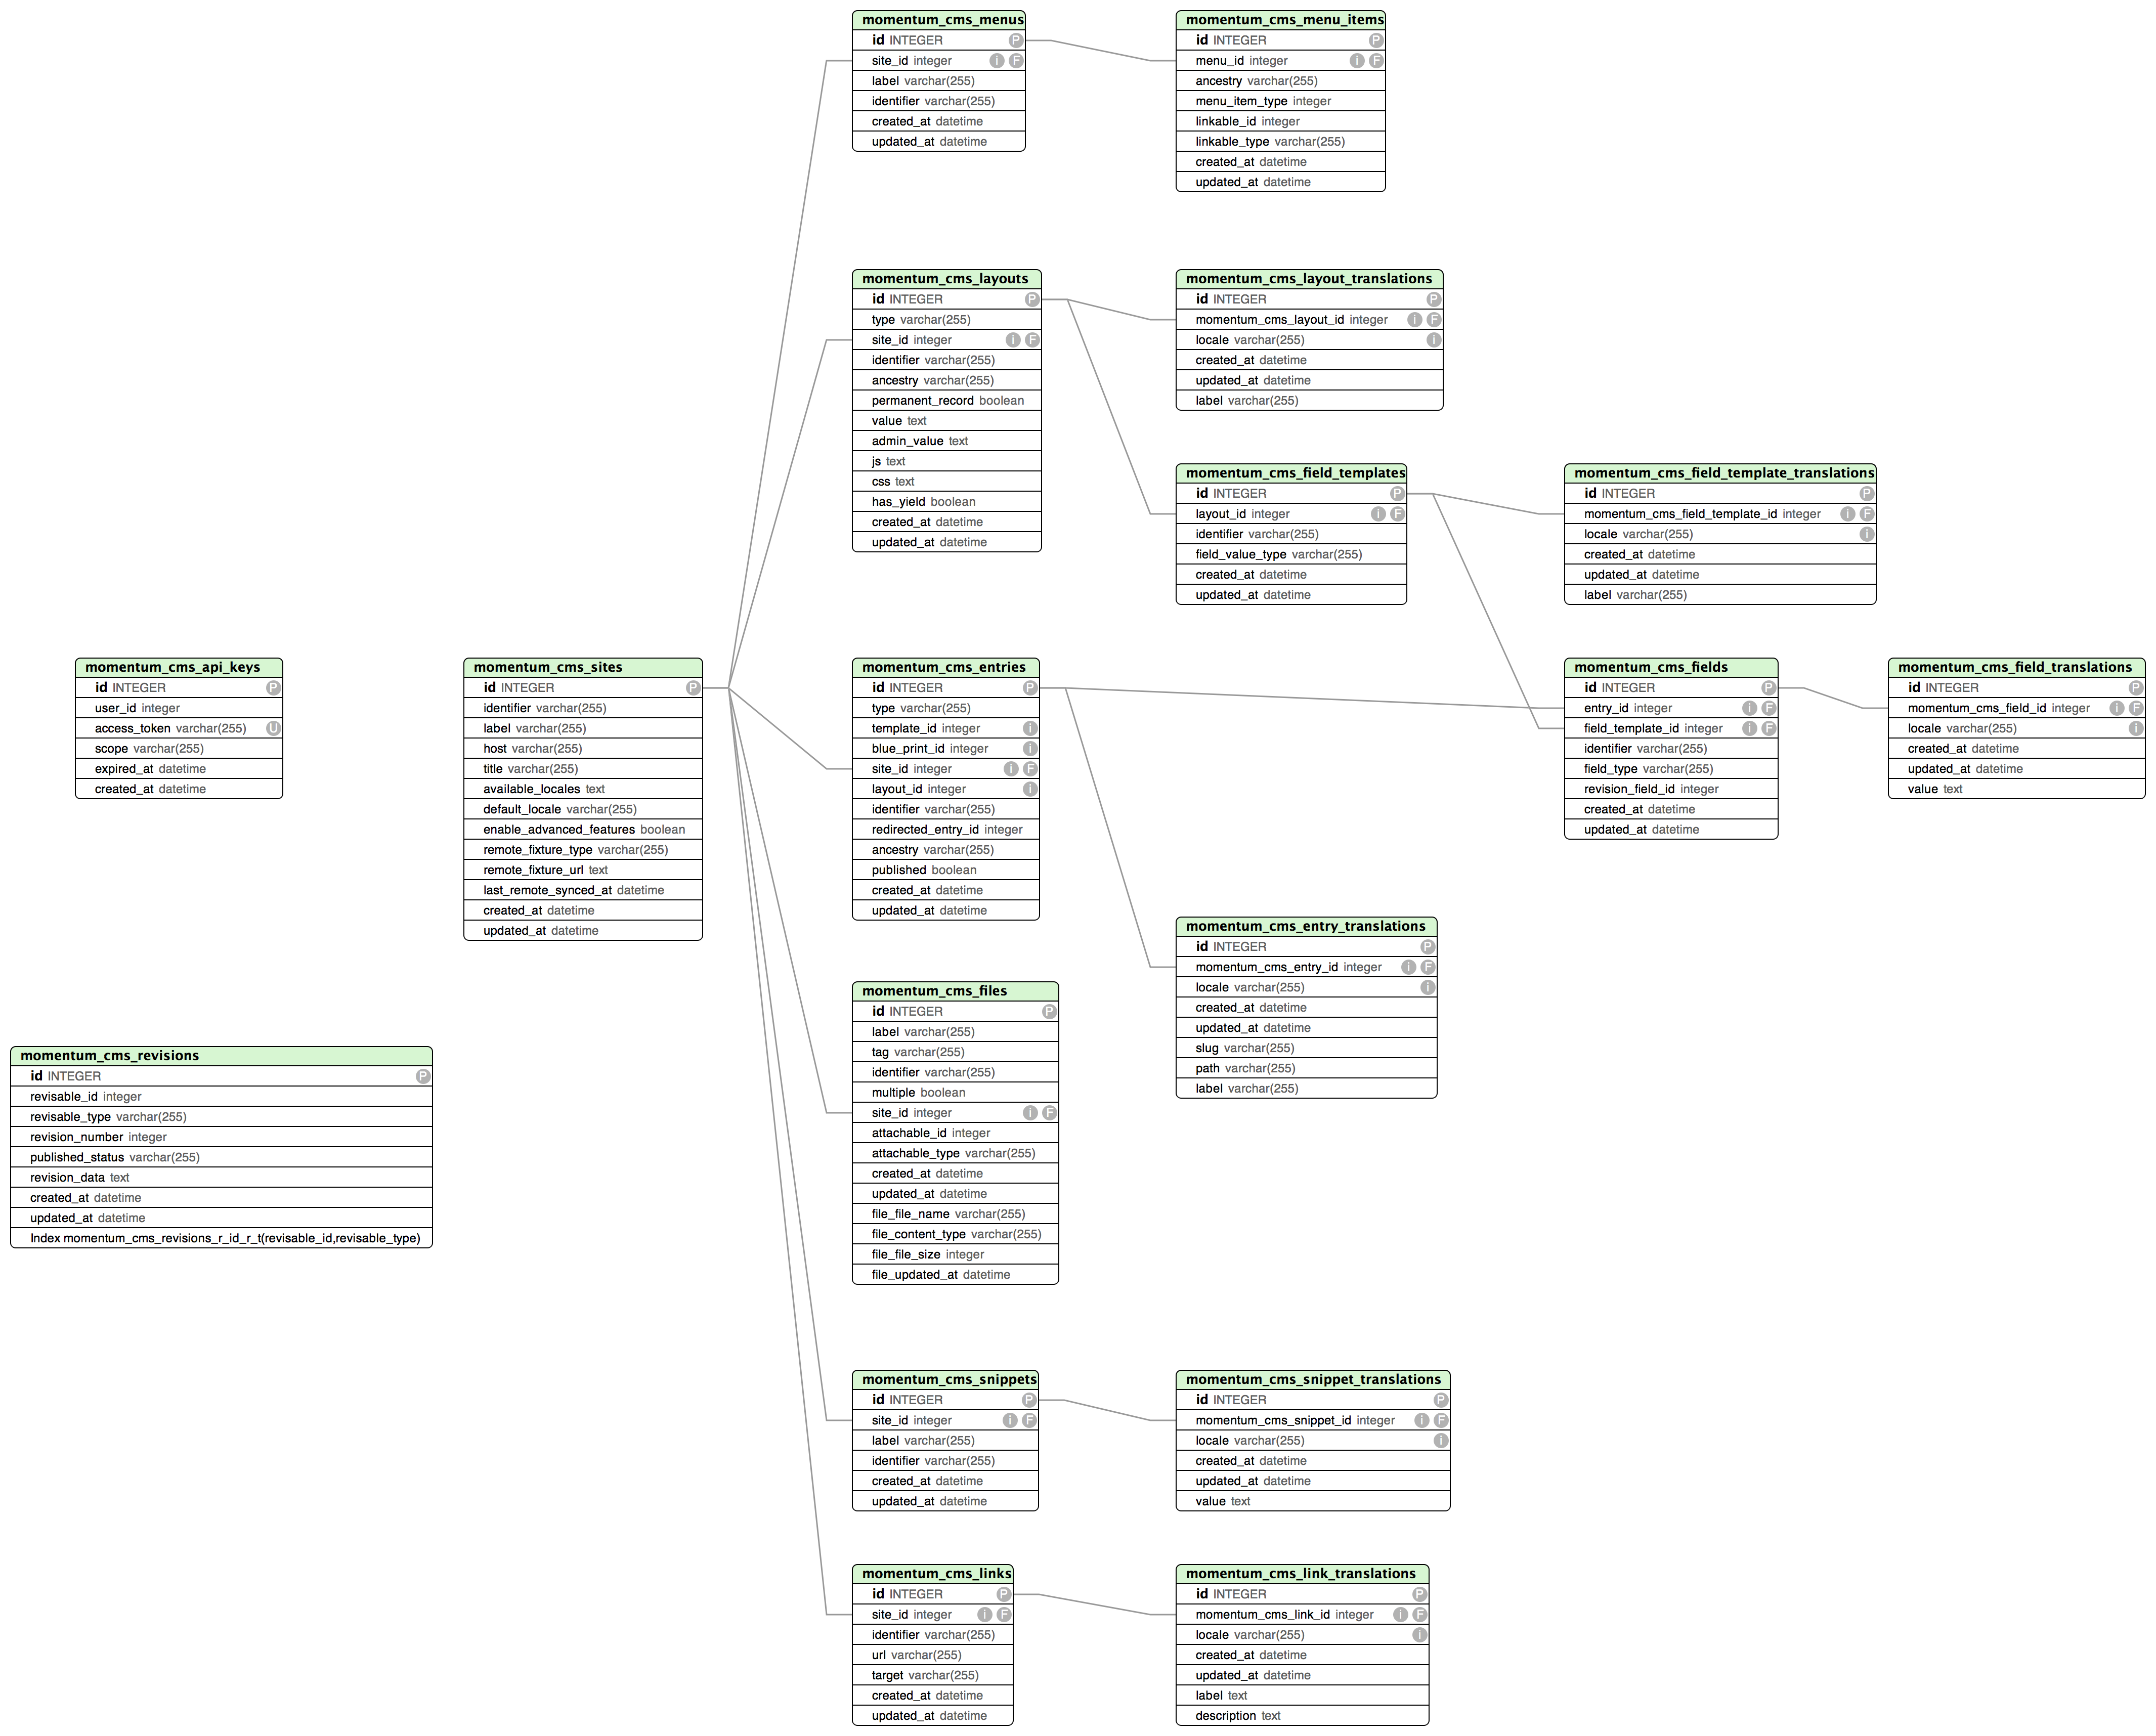 momentum_cms_menus
id INTEGER P
site_id integer i F
label varchar(255)
identifier varchar(255)
created_at datetime
updated_at datetime
momentum_cms_menu_items
id INTEGER P
menu_id integer i F
ancestry varchar(255)
menu_item_type integer
linkable_id integer
linkable_type varchar(255)
created_at datetime
updated_at datetime
momentum_cms_layouts
id INTEGER P
type varchar(255)
site_id integer i F
identifier varchar(255)
ancestry varchar(255)
permanent_record boolean
value text
admin_value text
js text
css text
has_yield boolean
created_at datetime
updated_at datetime
momentum_cms_layout_translations
id INTEGER P
momentum_cms_layout_id integer i F
locale varchar(255) i
created_at datetime
updated_at datetime
label varchar(255)
momentum_cms_field_templates
id INTEGER P
layout_id integer i F
identifier varchar(255)
field_value_type varchar(255)
created_at datetime
updated_at datetime
momentum_cms_field_template_translations
id INTEGER P
momentum_cms_field_template_id integer i F
locale varchar(255) i
created_at datetime
updated_at datetime
label varchar(255)
momentum_cms_api_keys
id INTEGER P
user_id integer
access_token varchar(255) U
scope varchar(255)
expired_at datetime
created_at datetime
momentum_cms_sites
id INTEGER P
identifier varchar(255)
label varchar(255)
host varchar(255)
title varchar(255)
available_locales text
default_locale varchar(255)
enable_advanced_features boolean
remote_fixture_type varchar(255)
remote_fixture_url text
last_remote_synced_at datetime
created_at datetime
updated_at datetime
momentum_cms_entries
id INTEGER P
type varchar(255)
template_id integer i
blue_print_id integer i
site_id integer i F
layout_id integer i
identifier varchar(255)
redirected_entry_id integer
ancestry varchar(255)
published boolean
created_at datetime
updated_at datetime
momentum_cms_fields
id INTEGER P
entry_id integer i F
field_template_id integer i F
identifier varchar(255)
field_type varchar(255)
revision_field_id integer
created_at datetime
updated_at datetime
momentum_cms_field_translations
id INTEGER P
momentum_cms_field_id integer i F
locale varchar(255) i
created_at datetime
updated_at datetime
value text
momentum_cms_entry_translations
id INTEGER P
momentum_cms_entry_id integer i F
locale varchar(255) i
created_at datetime
updated_at datetime
slug varchar(255)
path varchar(255)
label varchar(255)
momentum_cms_files
id INTEGER P
label varchar(255)
tag varchar(255)
identifier varchar(255)
multiple boolean
site_id integer i F
attachable_id integer
attachable_type varchar(255)
created_at datetime
updated_at datetime
file_file_name varchar(255)
file_content_type varchar(255)
file_file_size integer
file_updated_at datetime
momentum_cms_revisions
id INTEGER P
revisable_id integer
revisable_type varchar(255)
revision_number integer
published_status varchar(255)
revision_data text
created_at datetime
updated_at datetime
Index momentum_cms_revisions_r_id_r_t(revisable_id,revisable_type)
momentum_cms_snippets
id INTEGER P
site_id integer i F
label varchar(255)
identifier varchar(255)
created_at datetime
updated_at datetime
momentum_cms_snippet_translations
id INTEGER P
momentum_cms_snippet_id integer i F
locale varchar(255) i
created_at datetime
updated_at datetime
value text
momentum_cms_links
id INTEGER P
site_id integer i F
identifier varchar(255)
url varchar(255)
target varchar(255)
created_at datetime
updated_at datetime
momentum_cms_link_translations
id INTEGER P
momentum_cms_link_id integer i F
locale varchar(255) i
created_at datetime
updated_at datetime
label text
description text